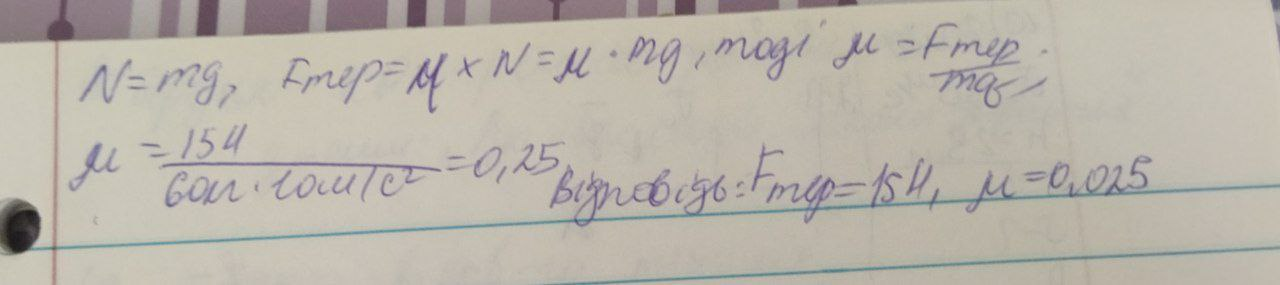 N=mg, Fтер=μ×N=μ·mg, тоді μ=Fтер/mg.
μ=15Н/60кг·10м/с²=0,25
Відповідь: Fтер=15Н, μ=0,025